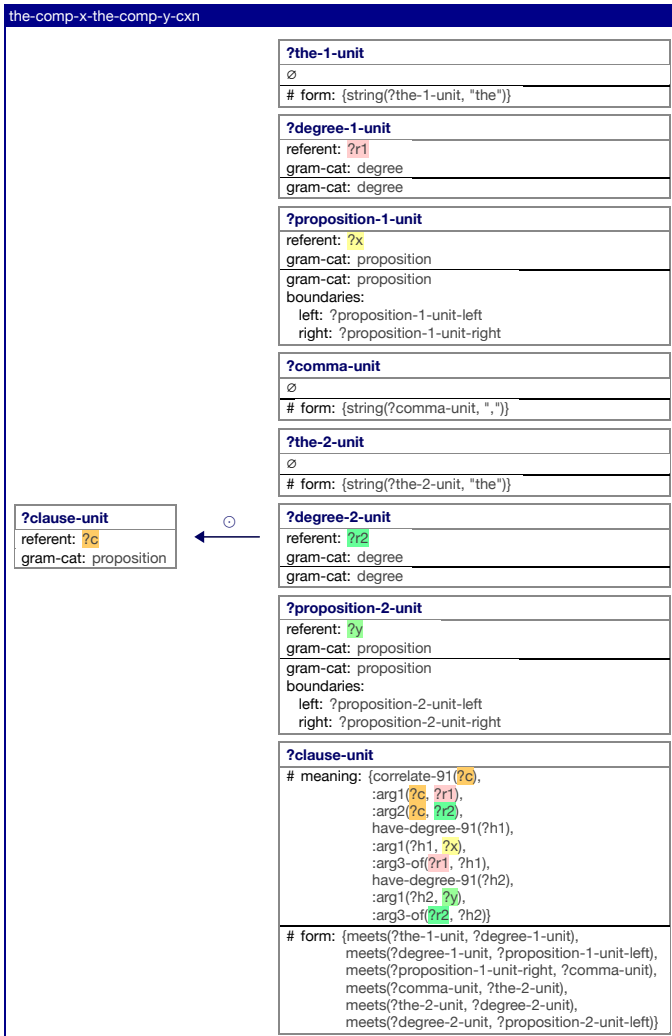 the-comp-x-the-comp-y-cxn
?the-1-unit
∅
# form: {string(?the-1-unit, "the")}
?degree-1-unit
referent: ?r1
gram-cat: degree
gram-cat: degree
?proposition-1-unit
referent: ?x
gram-cat: proposition
gram-cat: proposition
boundaries:
left: ?proposition-1-unit-left
right: ?proposition-1-unit-right
?comma-unit
∅
# form: {string(?comma-unit, ",")}
?the-2-unit
∅
# form: {string(?the-2-unit, "the")}
?clause-unit
referent: ?c
gram-cat: proposition
⊙
?degree-2-unit
referent: ?r2
gram-cat: degree
gram-cat: degree
?proposition-2-unit
referent: ?y
gram-cat: proposition
gram-cat: proposition
boundaries:
left: ?proposition-2-unit-left
right: ?proposition-2-unit-right
?clause-unit
# meaning: {correlate-91(?c),
:arg1(?c, ?r1),
:arg2(?c, ?r2),
have-degree-91(?h1),
:arg1(?h1, ?x),
:arg3-of(?r1, ?h1),
have-degree-91(?h2),
:arg1(?h2, ?y),
:arg3-of(?r2, ?h2)}
# form: {meets(?the-1-unit, ?degree-1-unit),
meets(?degree-1-unit, ?proposition-1-unit-left),
meets(?proposition-1-unit-right, ?comma-unit),
meets(?comma-unit, ?the-2-unit),
meets(?the-2-unit, ?degree-2-unit),
meets(?degree-2-unit, ?proposition-2-unit-left)}